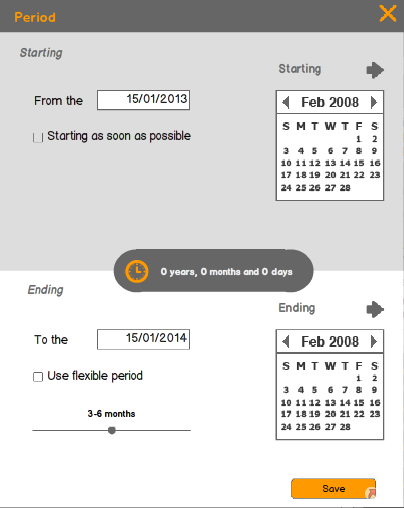 Period
Starting
Starting
From the 15/01/2013
Starting as soon as possible
Feb 2008
S M T W T F S
1 2
3 4 5 6 7 8 9
10 11 12 13 14 15 16
17 18 19 20 21 22 23
24 25 26 27 28
0 years, 0 months and 0 days
Ending
Ending
To the 15/01/2014
Use flexible period
3-6 months
Feb 2008
S M T W T F S
1 2
3 4 5 6 7 8 9
10 11 12 13 14 15 16
17 18 19 20 21 22 23
24 25 26 27 28
Save